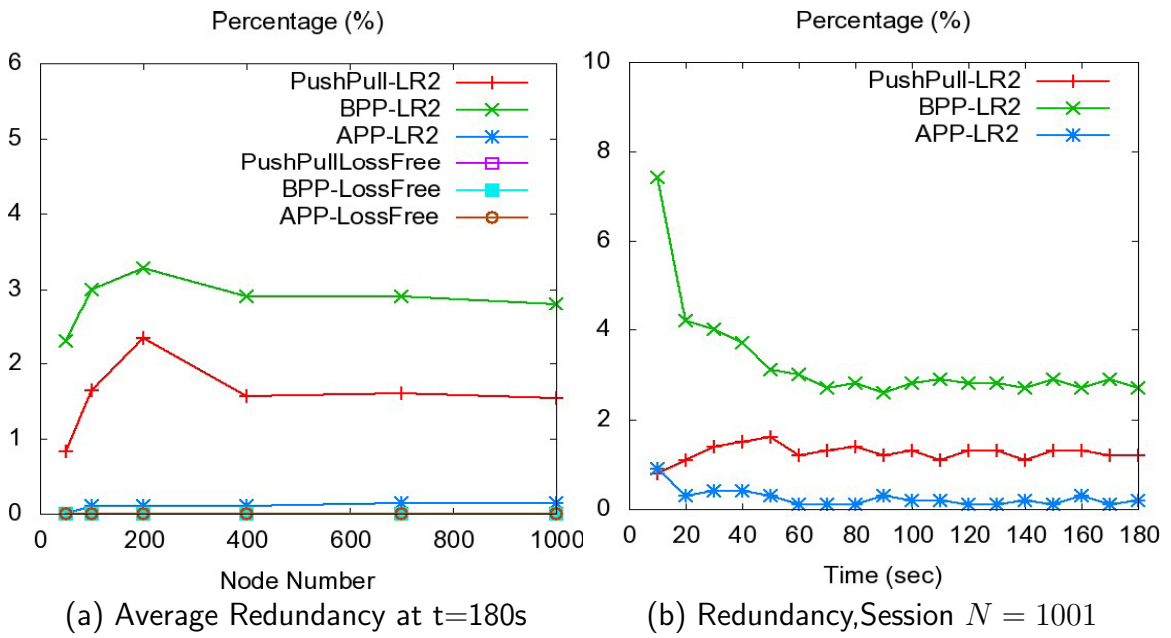 Percentage (%)
6
5
4
3
2
1
0
PushPull-LR2
BPP-LR2
APP-LR2
PushPullLossFree
BPP-LossFree
APP-LossFree
0 200 400 600 800 1000
Node Number
(a) Average Redundancy at t=180s
Percentage (%)
10
8
6
4
2
0
PushPull-LR2
BPP-LR2
APP-LR2
0 20 40 60 80 100 120 140 160 180
Time (sec)
(b) Redundancy,Session N = 1001